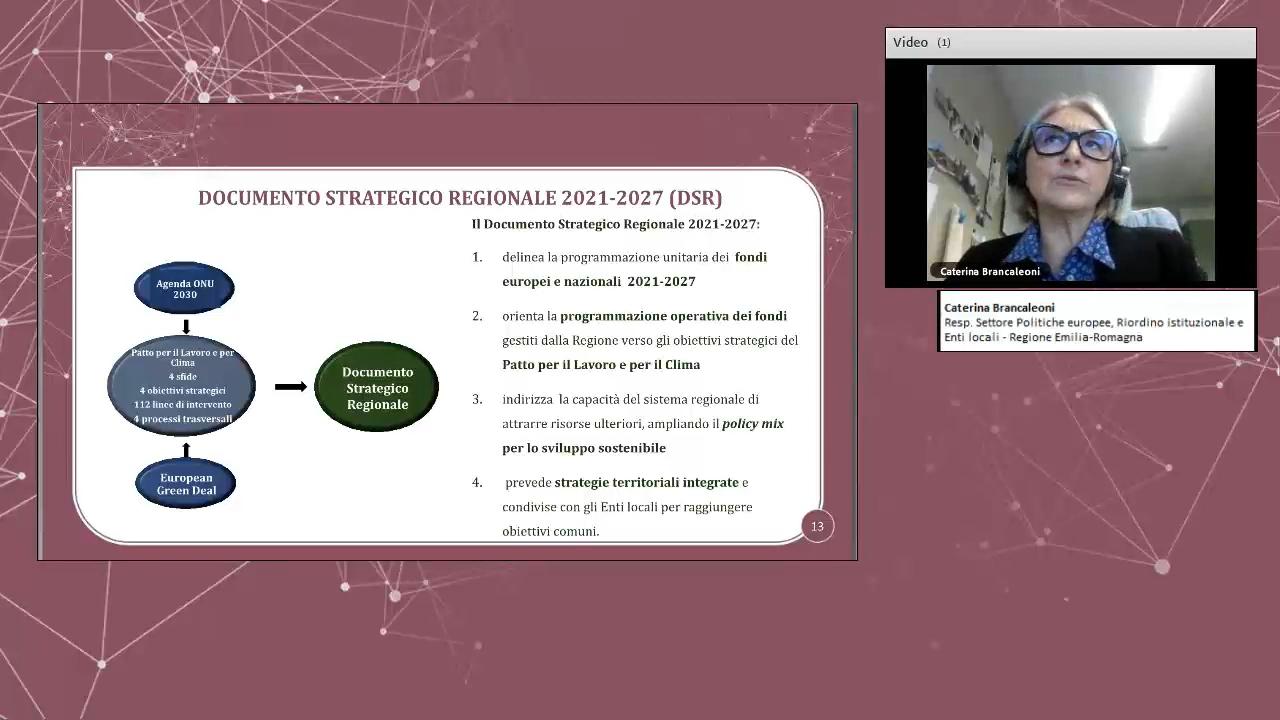 Video (1)
Caterina Brancaleoni
Caterina Brancaleoni
Resp. Settore Politiche europee, Riordino istituzionale e
Enti locali - Regione Emilia-Romagna
DOCUMENTO STRATEGICO REGIONALE 2021-2027 (DSR)
Agenda ONU
2030
Patto per il Lavoro e per il
Clima
4 sfide
4 obiettivi strategici
112 linee di intervento
4 processi trasversali
European
Green Deal
Documento
Strategico
Regionale
Il Documento Strategico Regionale 2021-2027:
1. delinea la programmazione unitaria dei fondi
europei e nazionali 2021-2027
2. orienta la programmazione operativa dei fondi
gestiti dalla Regione verso gli obiettivi strategici del
Patto per il Lavoro e per il Clima
3. indirizza la capacità del sistema regionale di
attrarre risorse ulteriori, ampliando il policy mix
per lo sviluppo sostenibile
4. prevede strategie territoriali integrate e
condivise con gli Enti locali per raggiungere
obiettivi comuni.
13